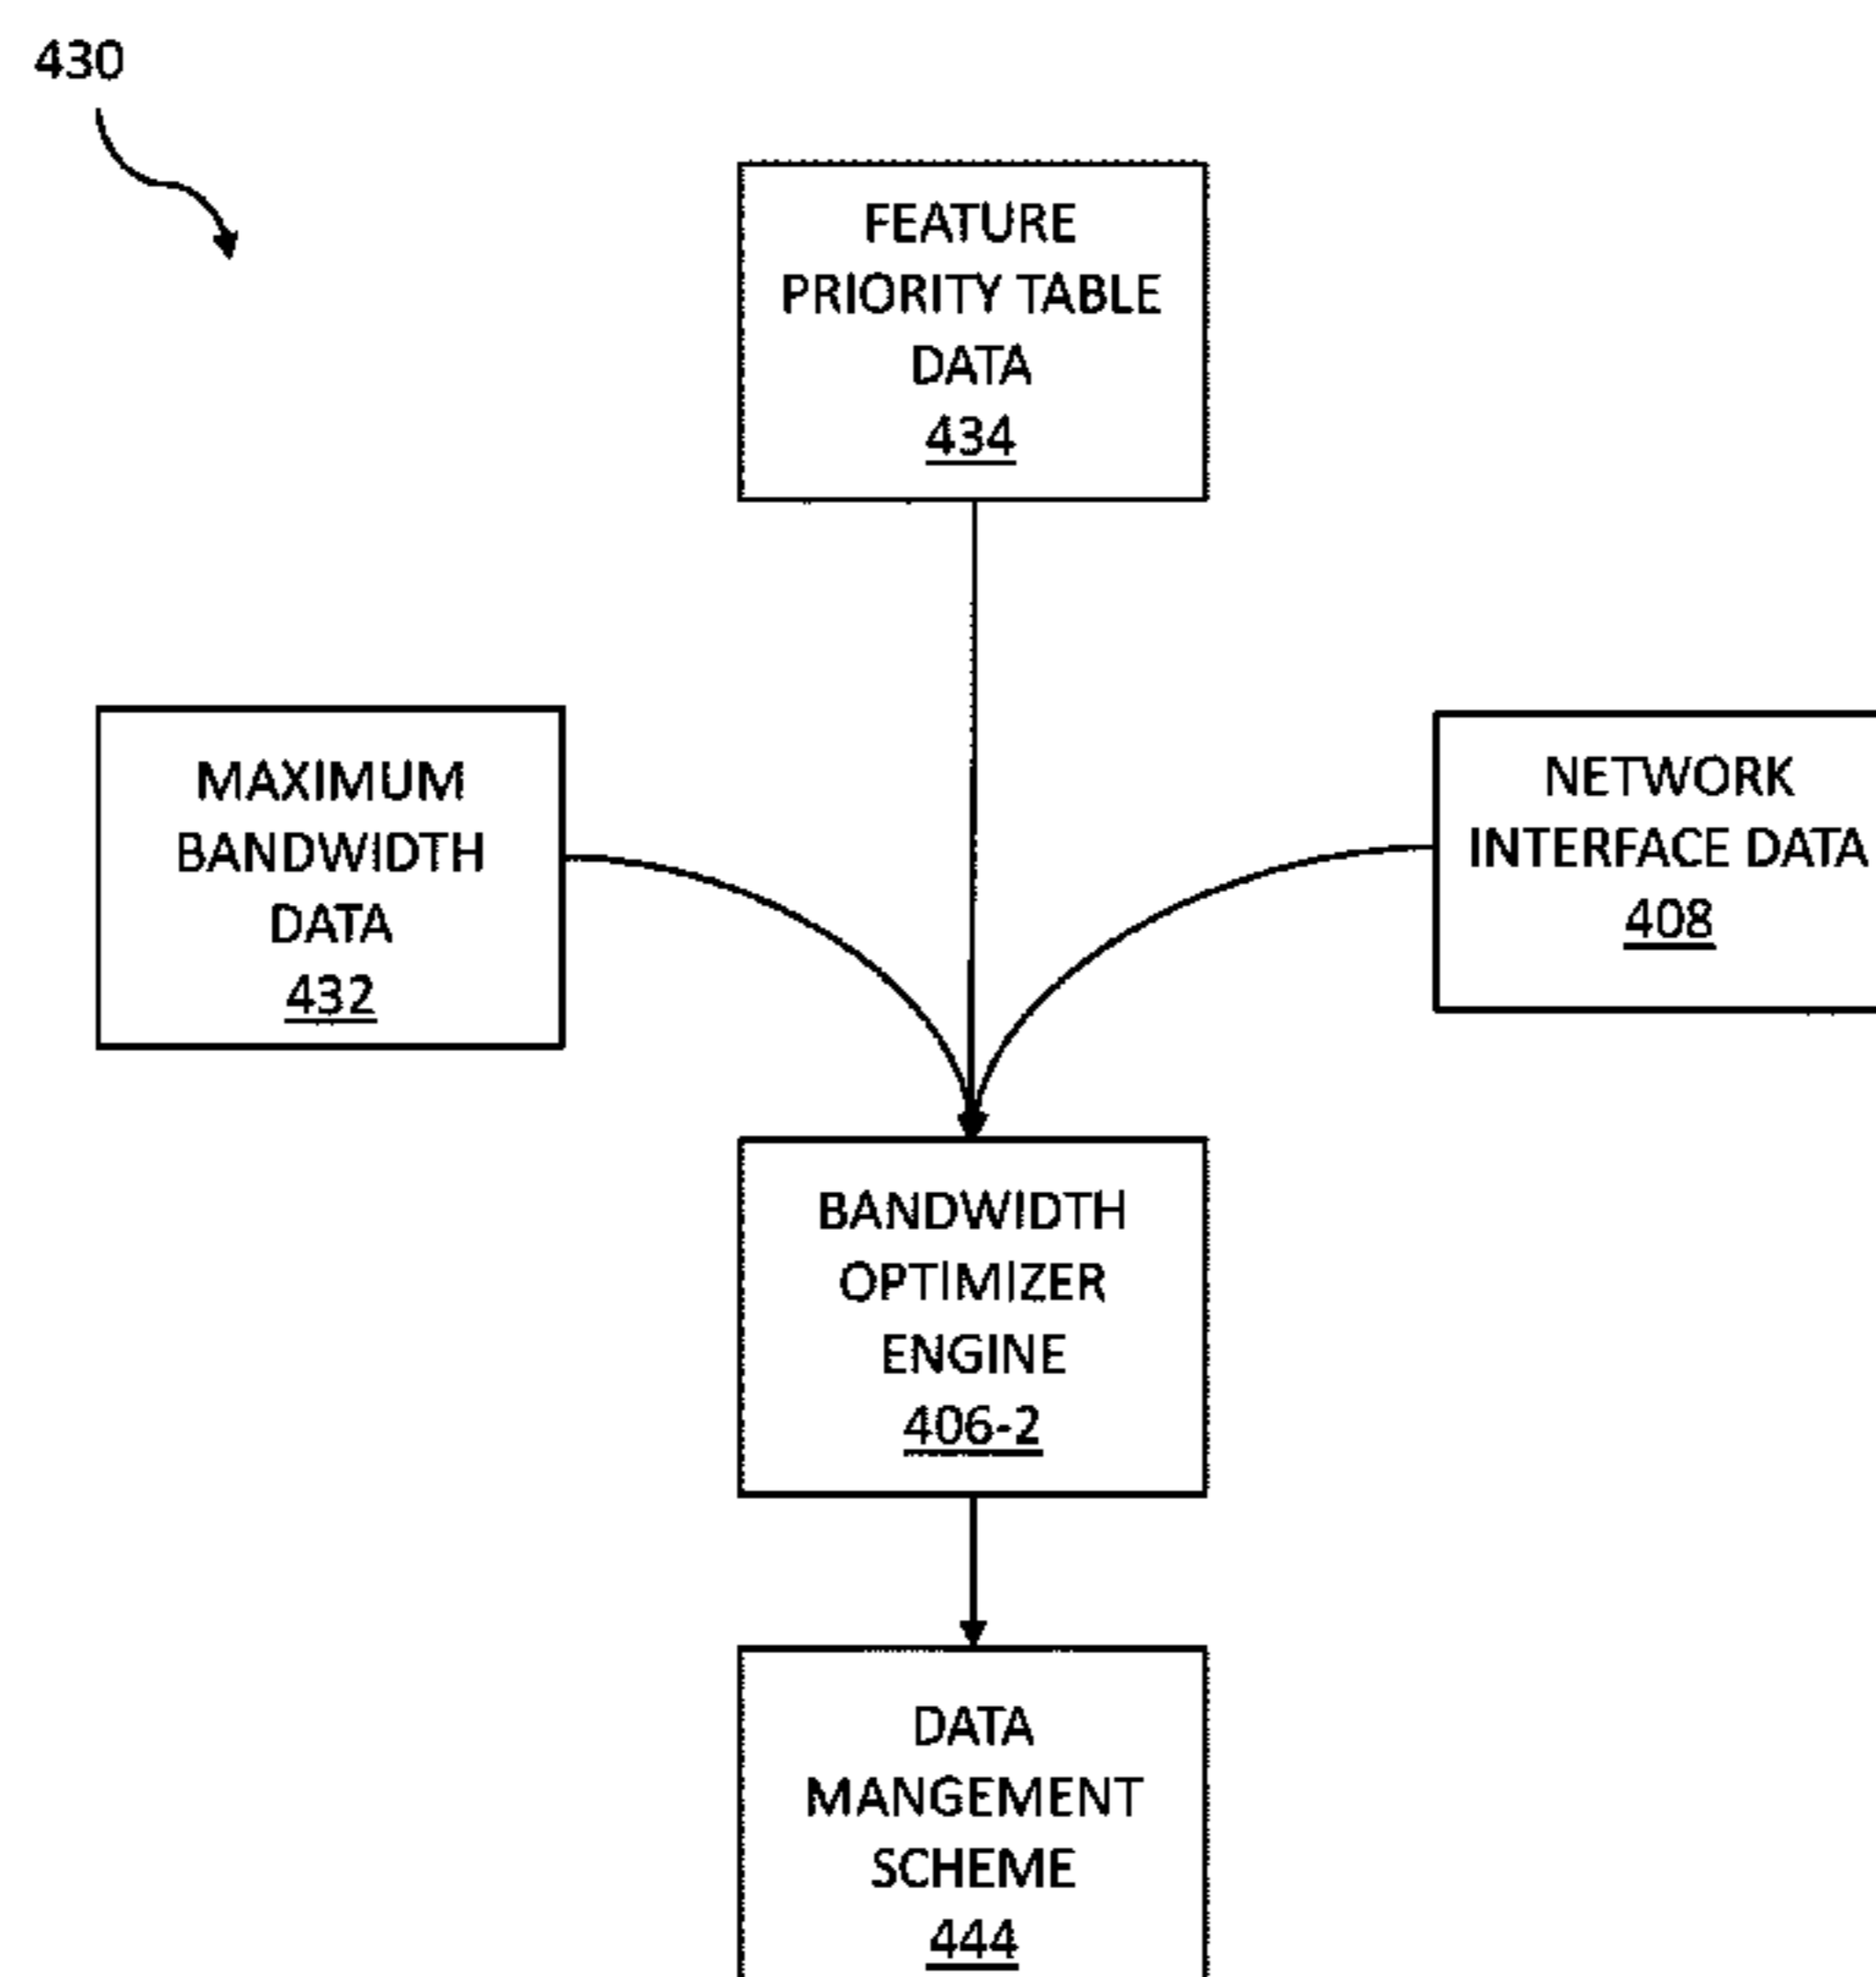 430
FEATURE
PRIORITY TABLE
DATA
434
MAXIMUM
BANDWIDTH
DATA
432
NETWORK
INTERFACE DATA
408
BANDWIDTH
OPTIMIZER
ENGINE
406-2
DATA
MANGEMENT
SCHEME
444